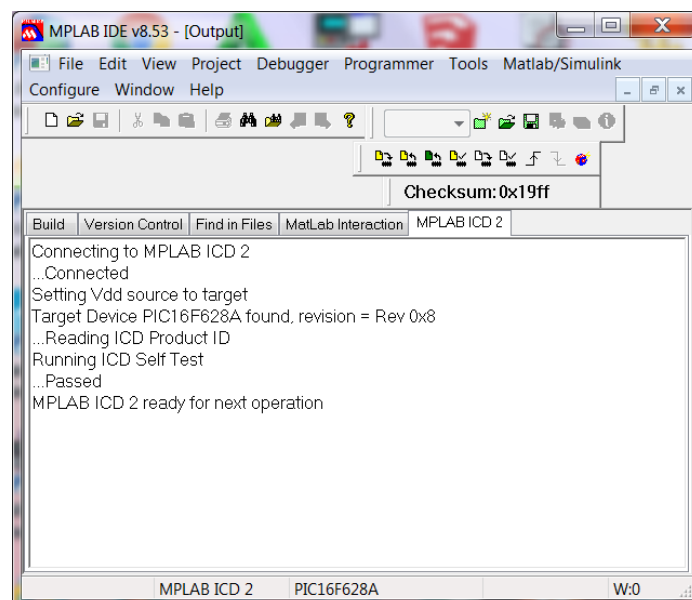 MPLAB IDE v8.53 - [Output]
File Edit View Project Debugger Programmer Tools Matlab/Simulink
Configure Window Help
Checksum: 0x19ff
Build Version Control Find in Files MatLab Interaction MPLAB ICD 2
Connecting to MPLAB ICD 2
...Connected
Setting Vdd source to target
Target Device PIC16F628A found, revision = Rev 0x8
...Reading ICD Product ID
Running ICD Self Test
...Passed
MPLAB ICD 2 ready for next operation
MPLAB ICD 2 PIC16F628A W:0